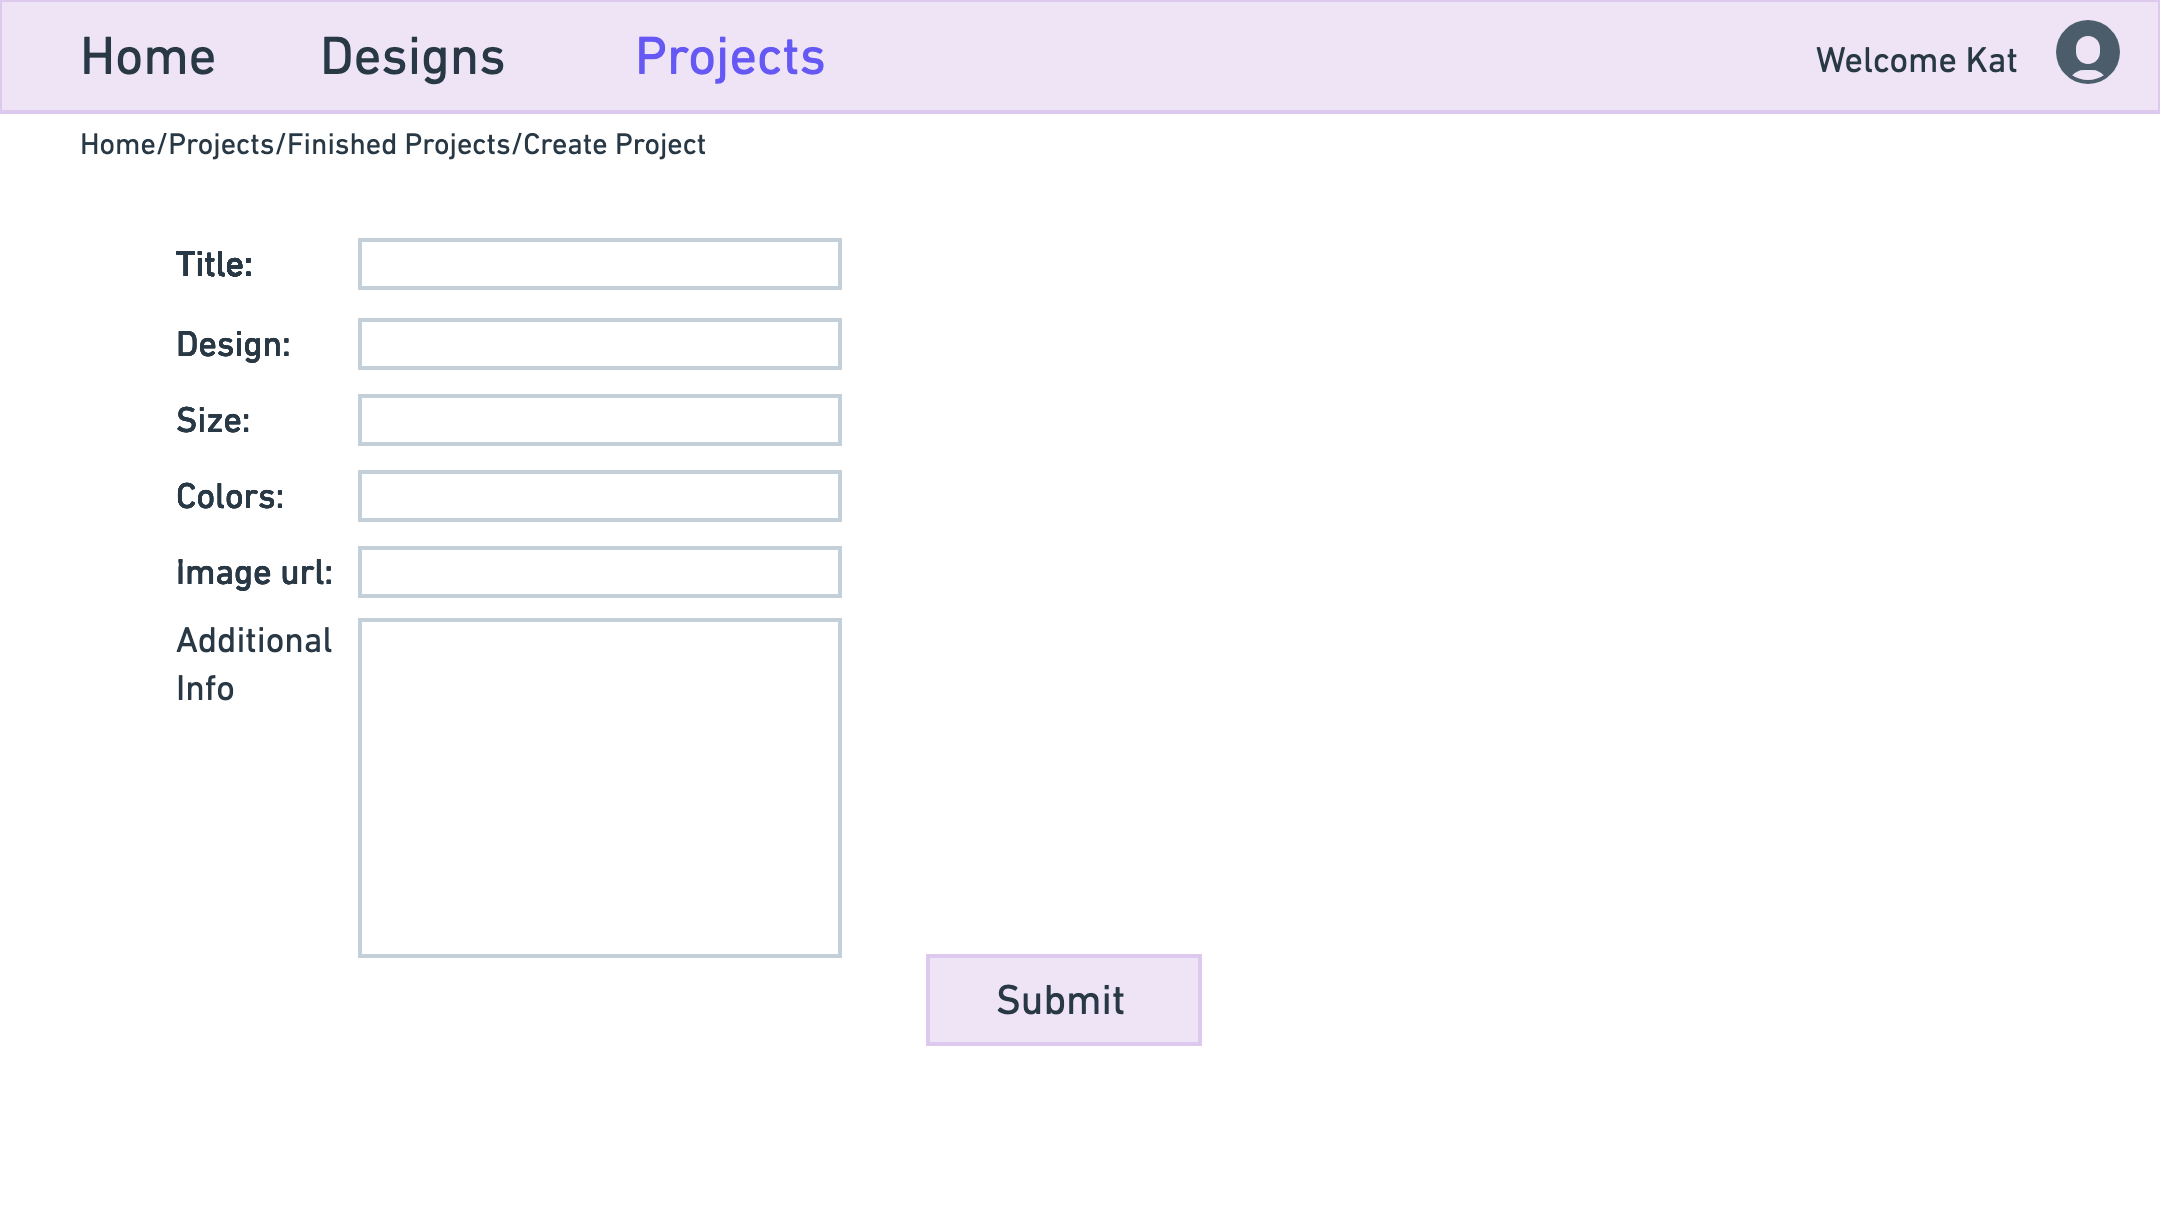 Home Designs Projects Welcome Kat
Home/Projects/Finished Projects/Create Project
Title:
Design:
Size:
Colors:
Image url:
Additional
Info
Submit